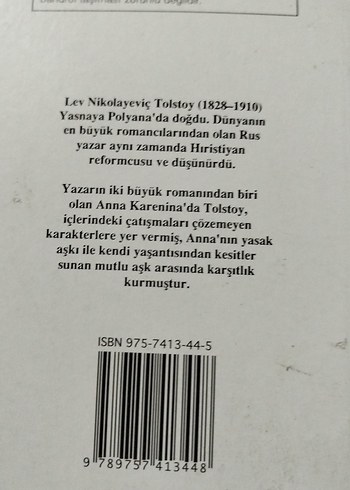 Lev Nikolayeviç Tolstoy (1828–1910)
Yasnaya Polyana'da doğdu. Dünyanın
en büyük romancılarından olan Rus
yazar aynı zamanda Hıristiyan
reformcusu ve düşünürdü.
Yazarın iki büyük romanından biri
olan Anna Karenina'da Tolstoy,
içlerindeki çatışmaları çözemeyen
karakterlere yer vermiş, Anna'nın yasak
aşkı ile kendi yaşantısından kesitler
sunan mutlu aşk arasında karşıtlık
kurmuştur.
ISBN 975-7413-44-5
9 789757 413448